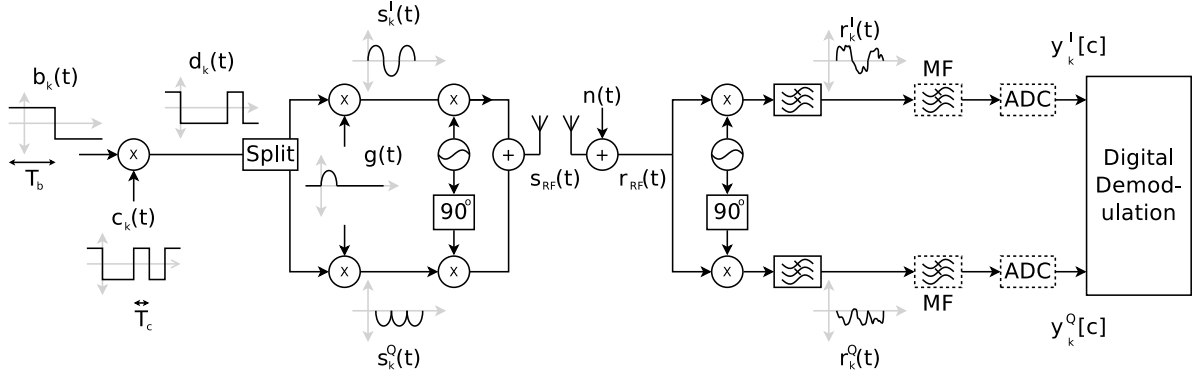 b_k(t)
T_b
x
c_k(t)
T_c
d_k(t)
Split
s_k^I(t)
x
x
g(t)
90°
x
x
s_k^Q(t)
+
s_RF(t)
n(t)
+
r_RF(t)
x
90°
x
r_k^I(t)
MF
ADC
y_k^I[c]
r_k^Q(t)
MF
ADC
y_k^Q[c]
Digital
Demod-
ulation